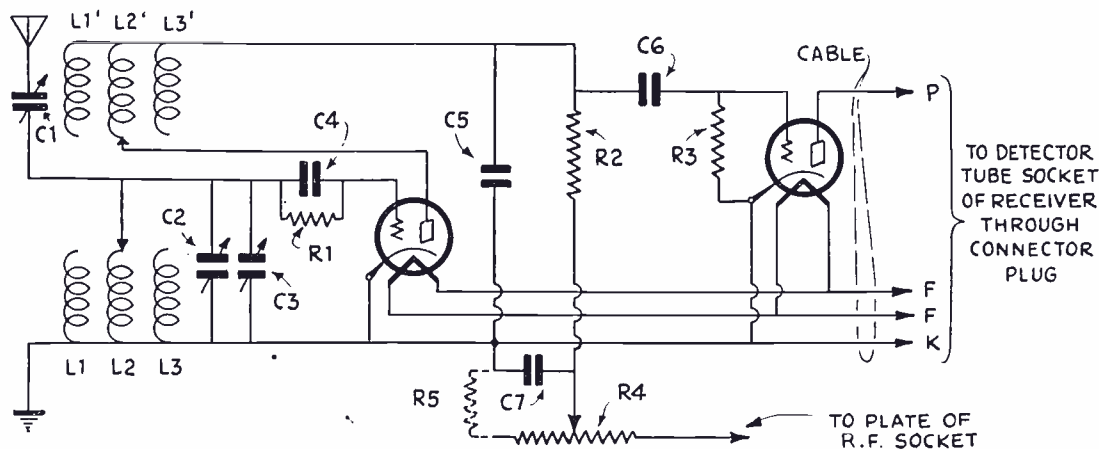 L1' L2' L3'
C1
C4
C5
C6
CABLE
P
R2
R3
C2
R1
C3
TO DETECTOR
TUBE SOCKET
OF RECEIVER
THROUGH
CONNECTOR
PLUG
F
F
K
L1 L2 L3
R5
C7
R4
TO PLATE OF
R.F. SOCKET